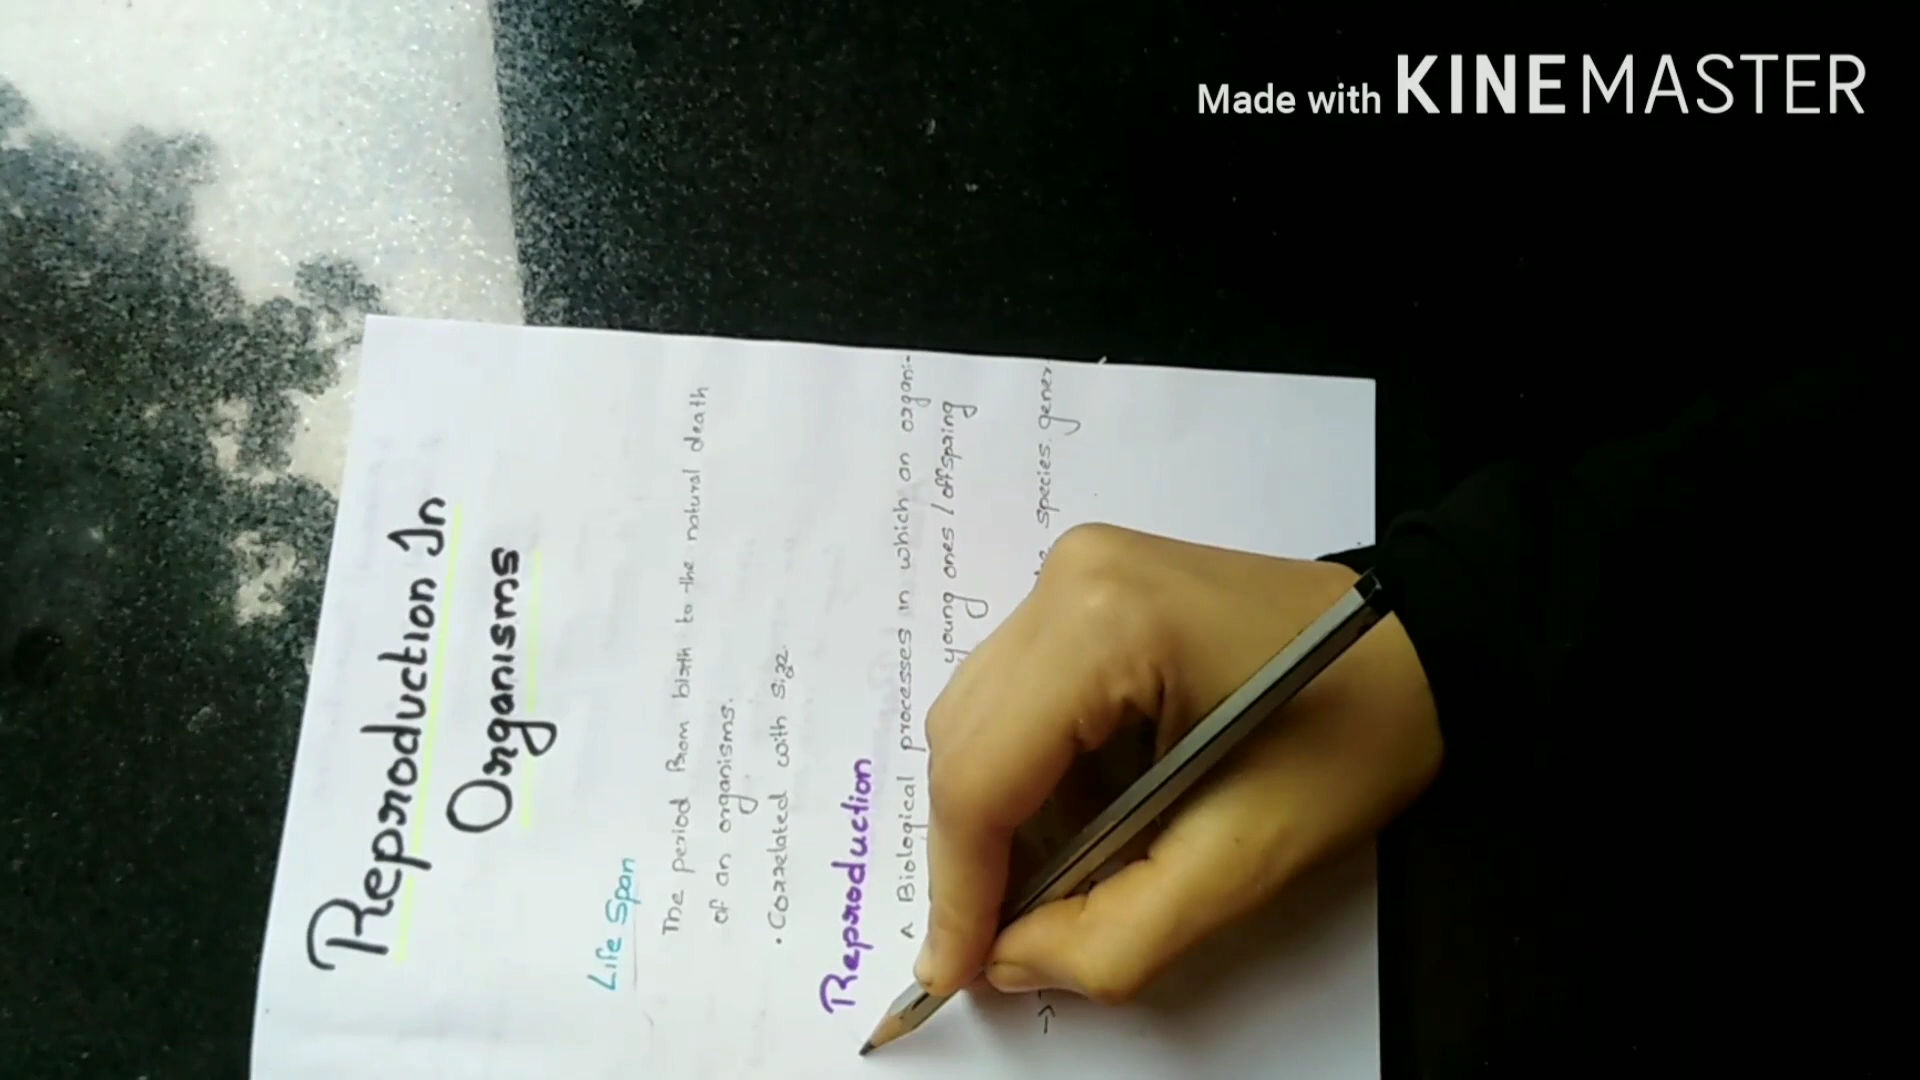 Made with KINEMASTER
Reproduction In
Organisms
Life Span
The period From birth to the natural death
of an organisms.
• Correlated with size.
Reproduction
A Biological processes in which on organi-
young ones / offspring
species. gener